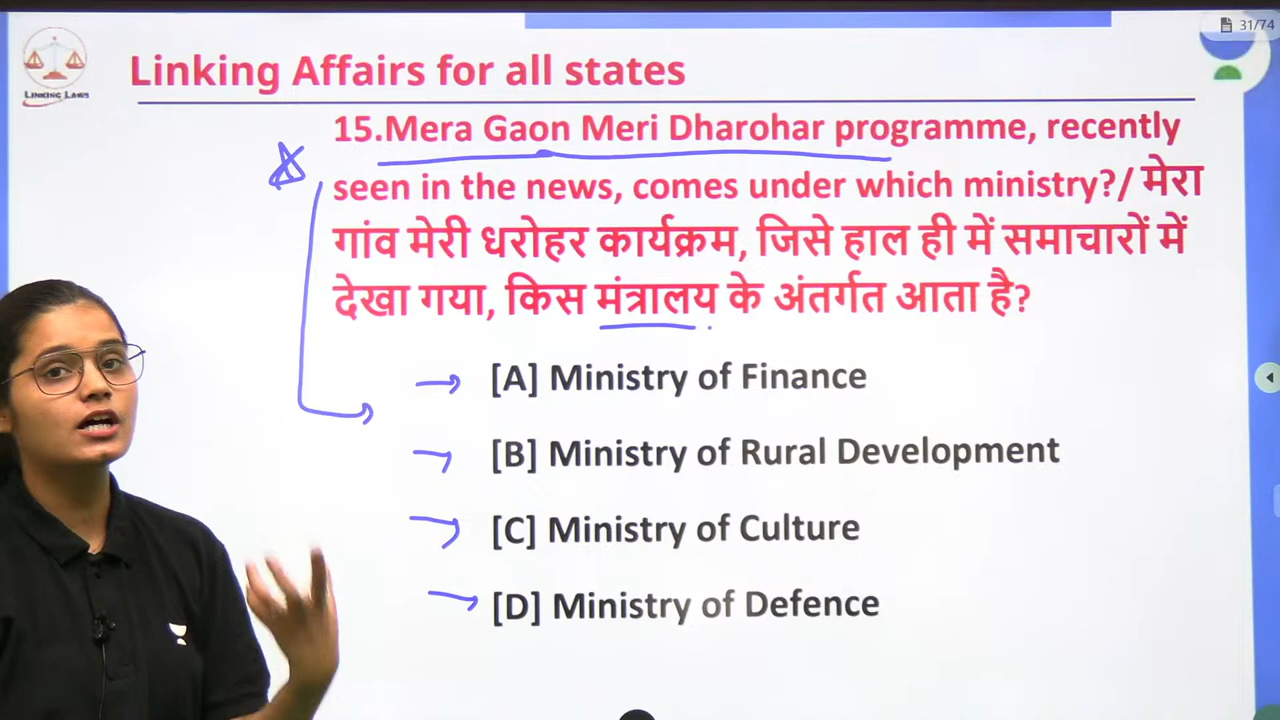 31/74
LINKING LAWS
Linking Affairs for all states
15.Mera Gaon Meri Dharohar programme, recently
seen in the news, comes under which ministry?/ मेरा
गांव मेरी धरोहर कार्यक्रम, जिसे हाल ही में समाचारों में
देखा गया, किस मंत्रालय के अंतर्गत आता है?
[A] Ministry of Finance
[B] Ministry of Rural Development
[C] Ministry of Culture
[D] Ministry of Defence